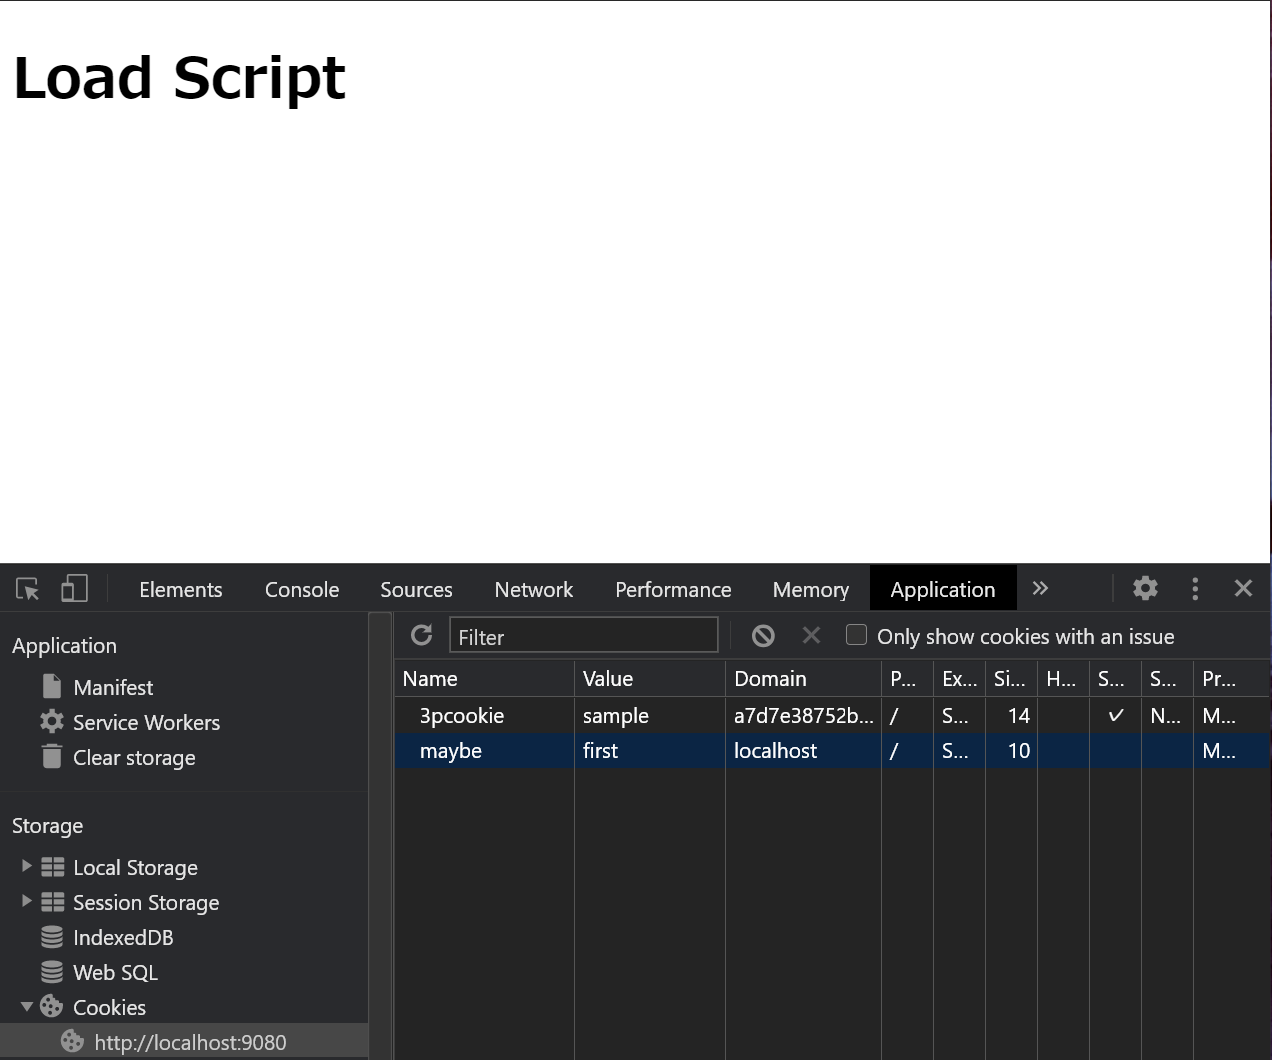 Load Script
Elements Console Sources Network Performance Memory Application
Application
Manifest
Service Workers
Clear storage
Storage
Local Storage
Session Storage
IndexedDB
Web SQL
Cookies
http://localhost:9080
Filter Only show cookies with an issue
Name Value Domain P... Ex... Si... H... S... S... Pr...
3pcookie sample a7d7e38752b... / S... 14 ✓ N... M...
maybe first localhost / S... 10 M...